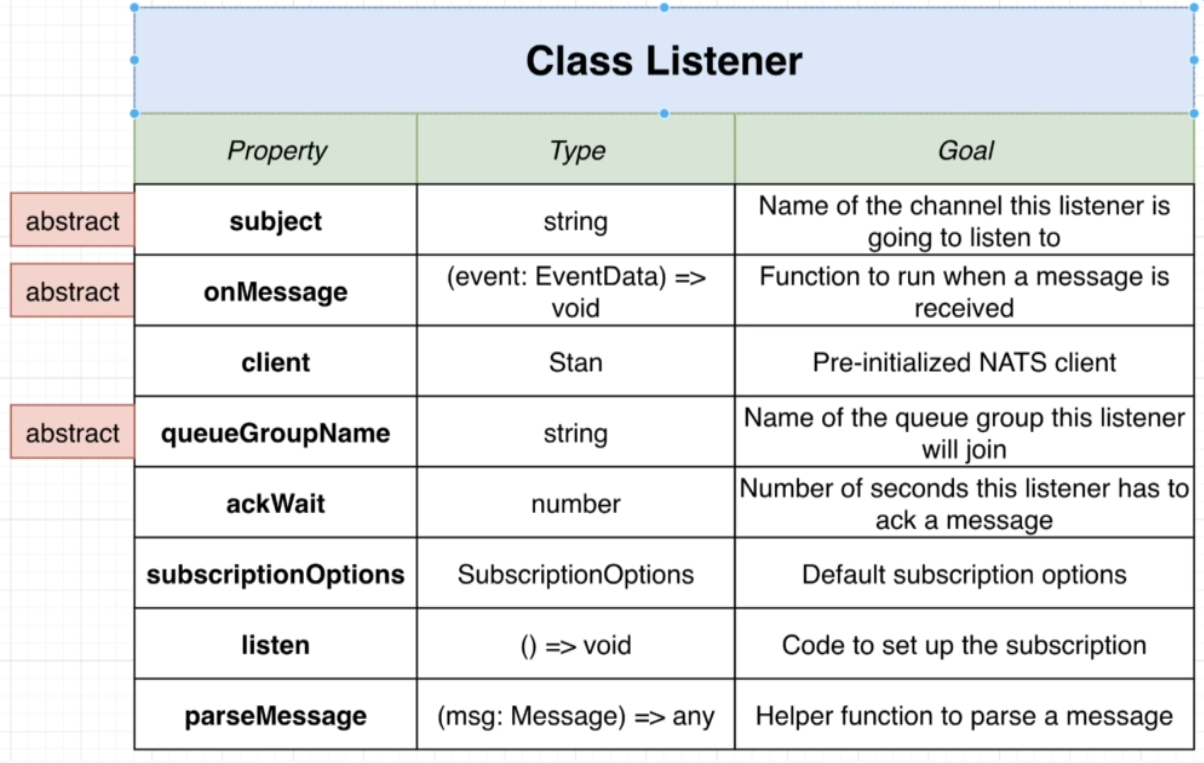 Class Listener
Property Type Goal
abstract subject string Name of the channel this listener is
going to listen to
abstract onMessage (event: EventData) =>
void Function to run when a message is
received
client Stan Pre-initialized NATS client
abstract queueGroupName string Name of the queue group this listener
will join
ackWait number Number of seconds this listener has to
ack a message
subscriptionOptions SubscriptionOptions Default subscription options
listen () => void Code to set up the subscription
parseMessage (msg: Message) => any Helper function to parse a message